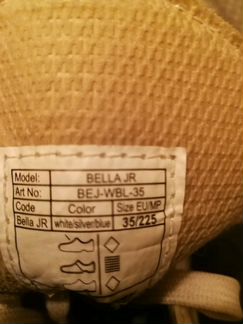 Model: BELLA JR.
Art No: BEJ-WBL-35
Code Color Size EU/MP
Bella JR white/silver/blue 35/225